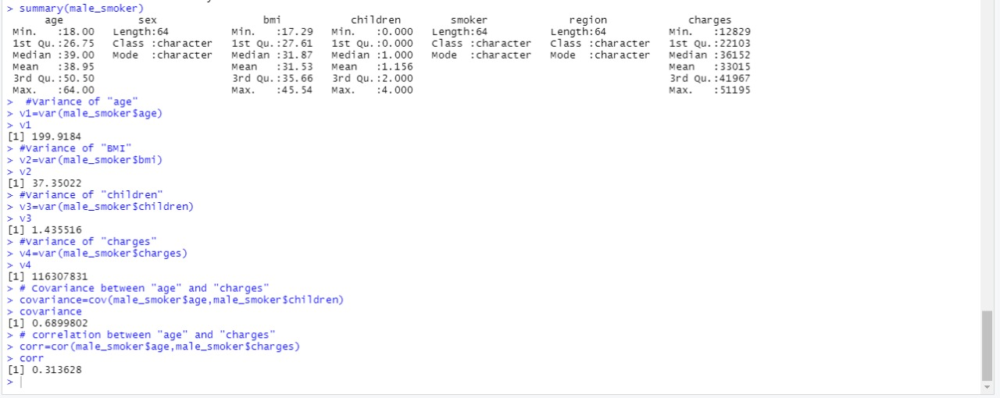 > summary(male_smoker)
      age            sex                 bmi           children        smoker             region             charges
 Min.   :18.00   Length:64          Min.   :17.29   Min.   :0.000   Length:64          Length:64          Min.   :12829
 1st Qu.:26.75   Class :character   1st Qu.:27.61   1st Qu.:0.000   Class :character   Class :character   1st Qu.:22103
 Median :39.00   Mode  :character   Median :31.87   Median :1.000   Mode  :character   Mode  :character   Median :36152
 Mean   :38.95                      Mean   :31.53   Mean   :1.156                                         Mean   :33015
 3rd Qu.:50.50                      3rd Qu.:35.66   3rd Qu.:2.000                                         3rd Qu.:41967
 Max.   :64.00                      Max.   :45.54   Max.   :4.000                                         Max.   :51195
>  #Variance of "age"
> v1=var(male_smoker$age)
> v1
[1] 199.9184
> #Variance of "BMI"
> v2=var(male_smoker$bmi)
> v2
[1] 37.35022
> #Variance of "children"
> v3=var(male_smoker$children)
> v3
[1] 1.435516
> #Variance of "charges"
> v4=var(male_smoker$charges)
> v4
[1] 116307831
> # Covariance between "age" and "charges"
> covariance=cov(male_smoker$age,male_smoker$children)
> covariance
[1] 0.6899802
> # correlation between "age" and "charges"
> corr=cor(male_smoker$age,male_smoker$charges)
> corr
[1] 0.313628
>